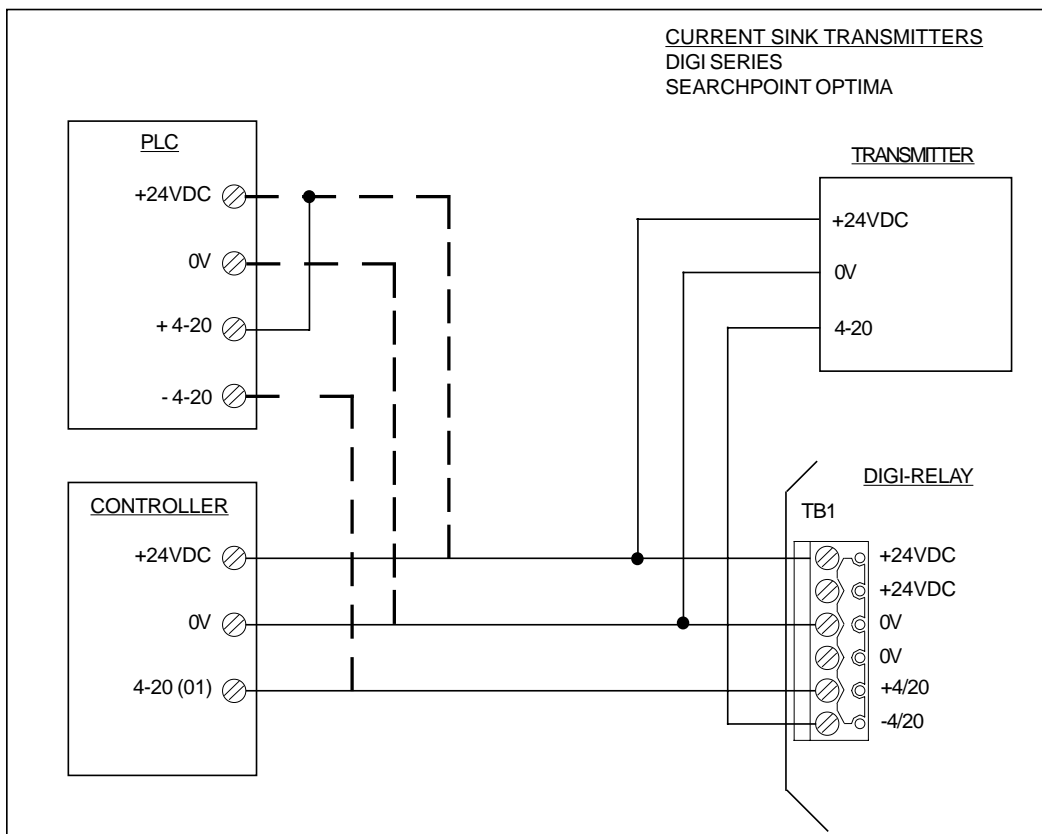 CURRENT SINK TRANSMITTERS
DIGI SERIES
SEARCHPOINT OPTIMA
PLC
+24VDC
0V
+ 4-20
- 4-20
TRANSMITTER
+24VDC
0V
4-20
CONTROLLER
+24VDC
0V
4-20 (01)
DIGI-RELAY
TB1
+24VDC
+24VDC
0V
0V
+4/20
-4/20